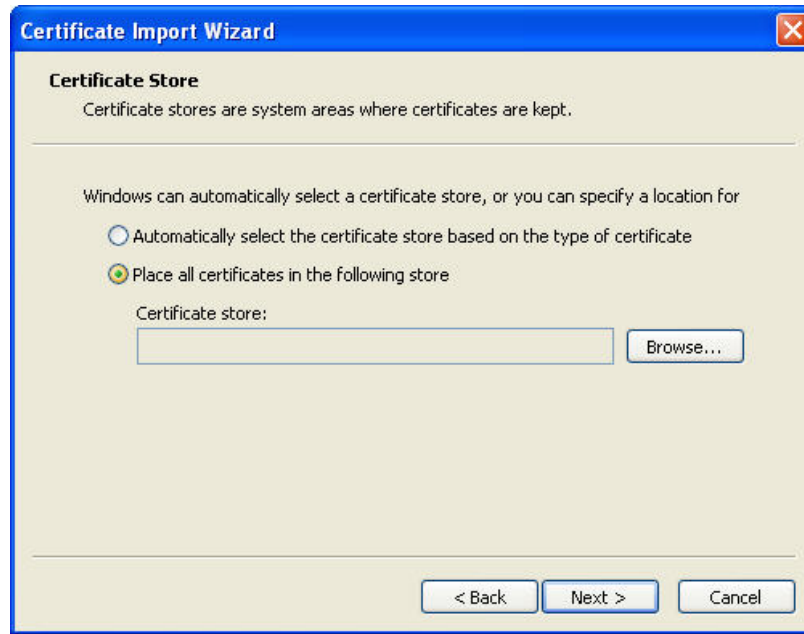 Certificate Import Wizard
Certificate Store
Certificate stores are system areas where certificates are kept.
Windows can automatically select a certificate store, or you can specify a location for
Automatically select the certificate store based on the type of certificate
Place all certificates in the following store
Certificate store:
Browse...
< Back
Next >
Cancel